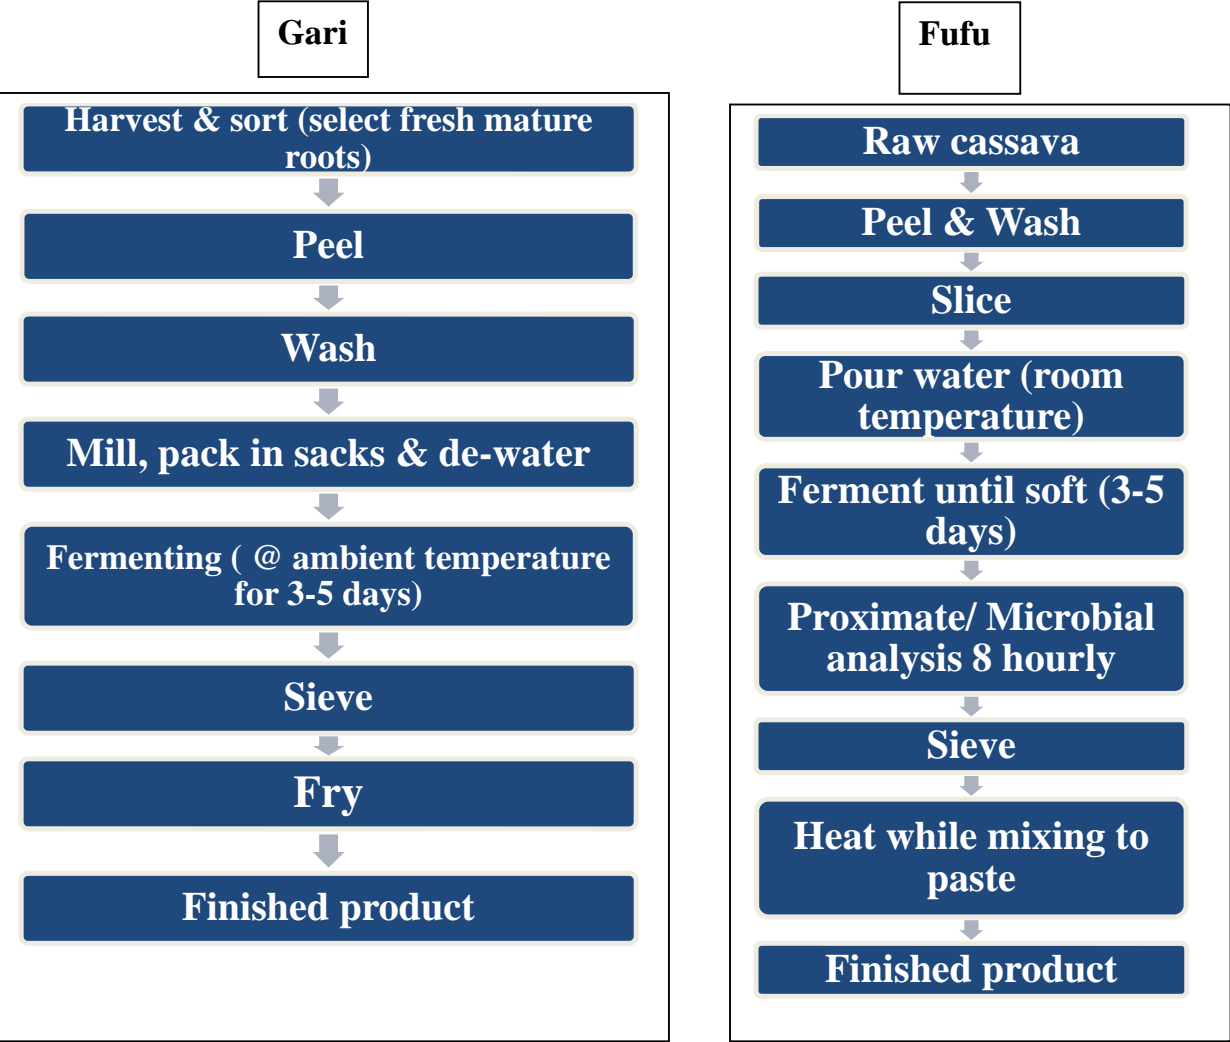 Gari
Harvest & sort (select fresh mature
roots)
Peel
Wash
Mill, pack in sacks & de-water
Fermenting ( @ ambient temperature
for 3-5 days)
Sieve
Fry
Finished product
Fufu
Raw cassava
Peel & Wash
Slice
Pour water (room
temperature)
Ferment until soft (3-5
days)
Proximate/ Microbial
analysis 8 hourly
Sieve
Heat while mixing to
paste
Finished product